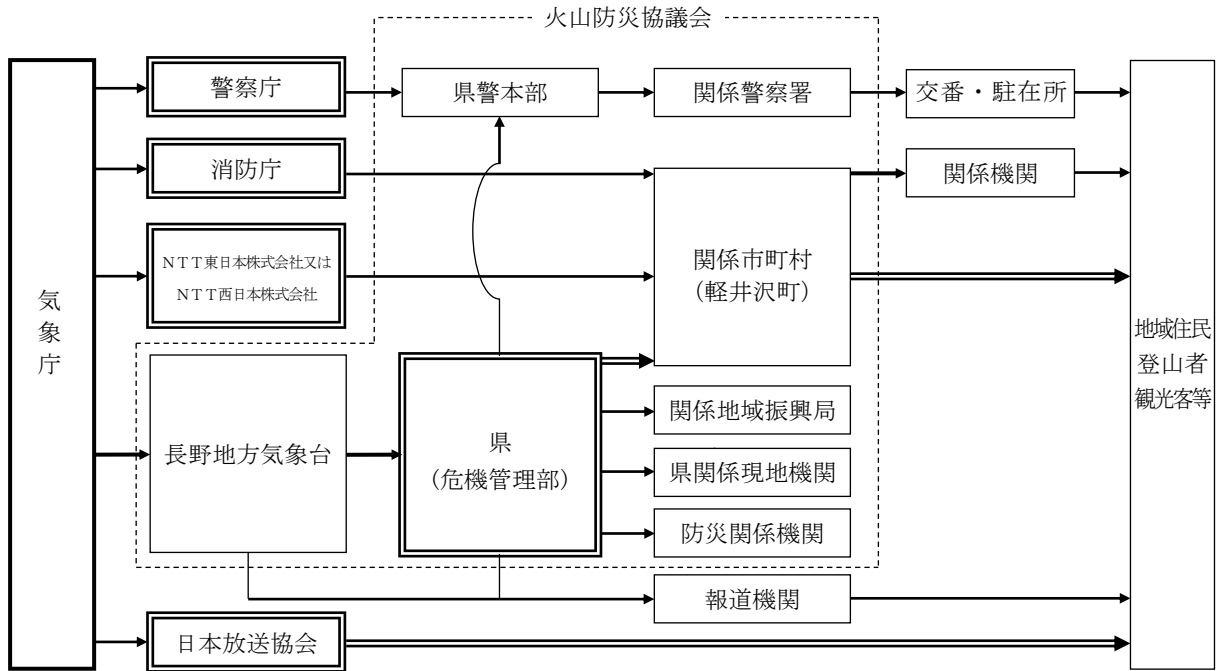 火山防災協議会
気象庁
警察庁
県警本部
関係警察署
交番・駐在所
消防庁
関係機関
ＮＴＴ東日本株式会社又は
ＮＴＴ西日本株式会社
関係市町村
（軽井沢町）
地域住民
登山者
観光客等
長野地方気象台
県
（危機管理部）
関係地域振興局
県関係現地機関
防災関係機関
報道機関
日本放送協会